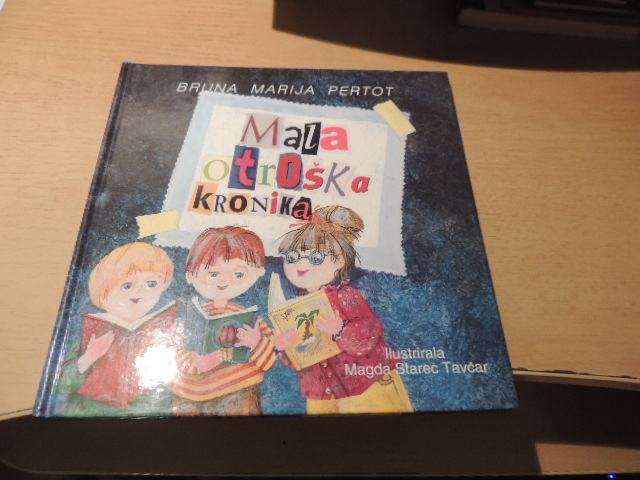 BRUNA MARIJA PERTOT
Mala
otroška
kronika
Ilustrirala
Magda Starec Tavčar